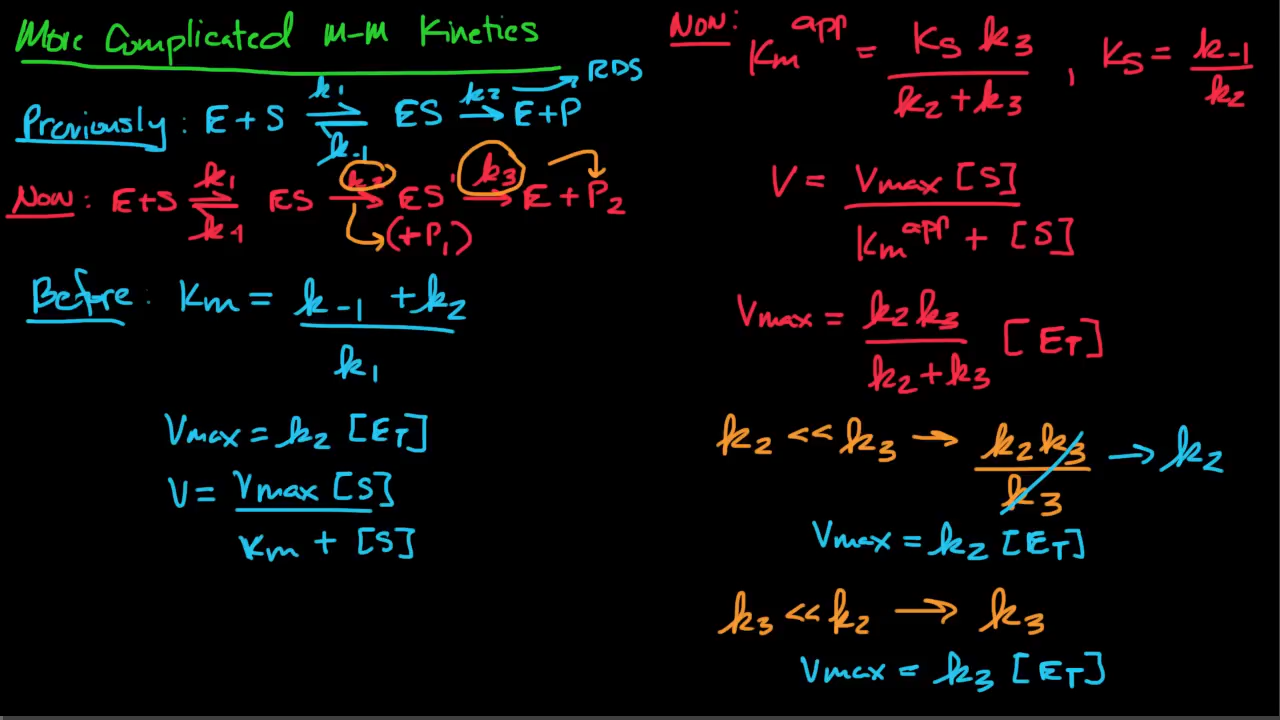 More Complicated M-M Kinetics
Previously: E + S ⇌ ES → E + P
k1
k-1
k2
RDS
Now: E+S ⇌ ES → ES' → E + P2
k1
k-1
k2
k3
(+P1)
Before: Km = (k-1 + k2) / k1
Vmax = k2 [ET]
V = Vmax [S] / Km + [S]
Now: Km^app = Ks k3 / k2 + k3 , Ks = k-1 / k2
V = Vmax [S] / Km^app + [S]
Vmax = k2 k3 / k2 + k3 [ET]
k2 << k3 → k2 k3 / k3 → k2
Vmax = k2 [ET]
k3 << k2 → k3
Vmax = k3 [ET]